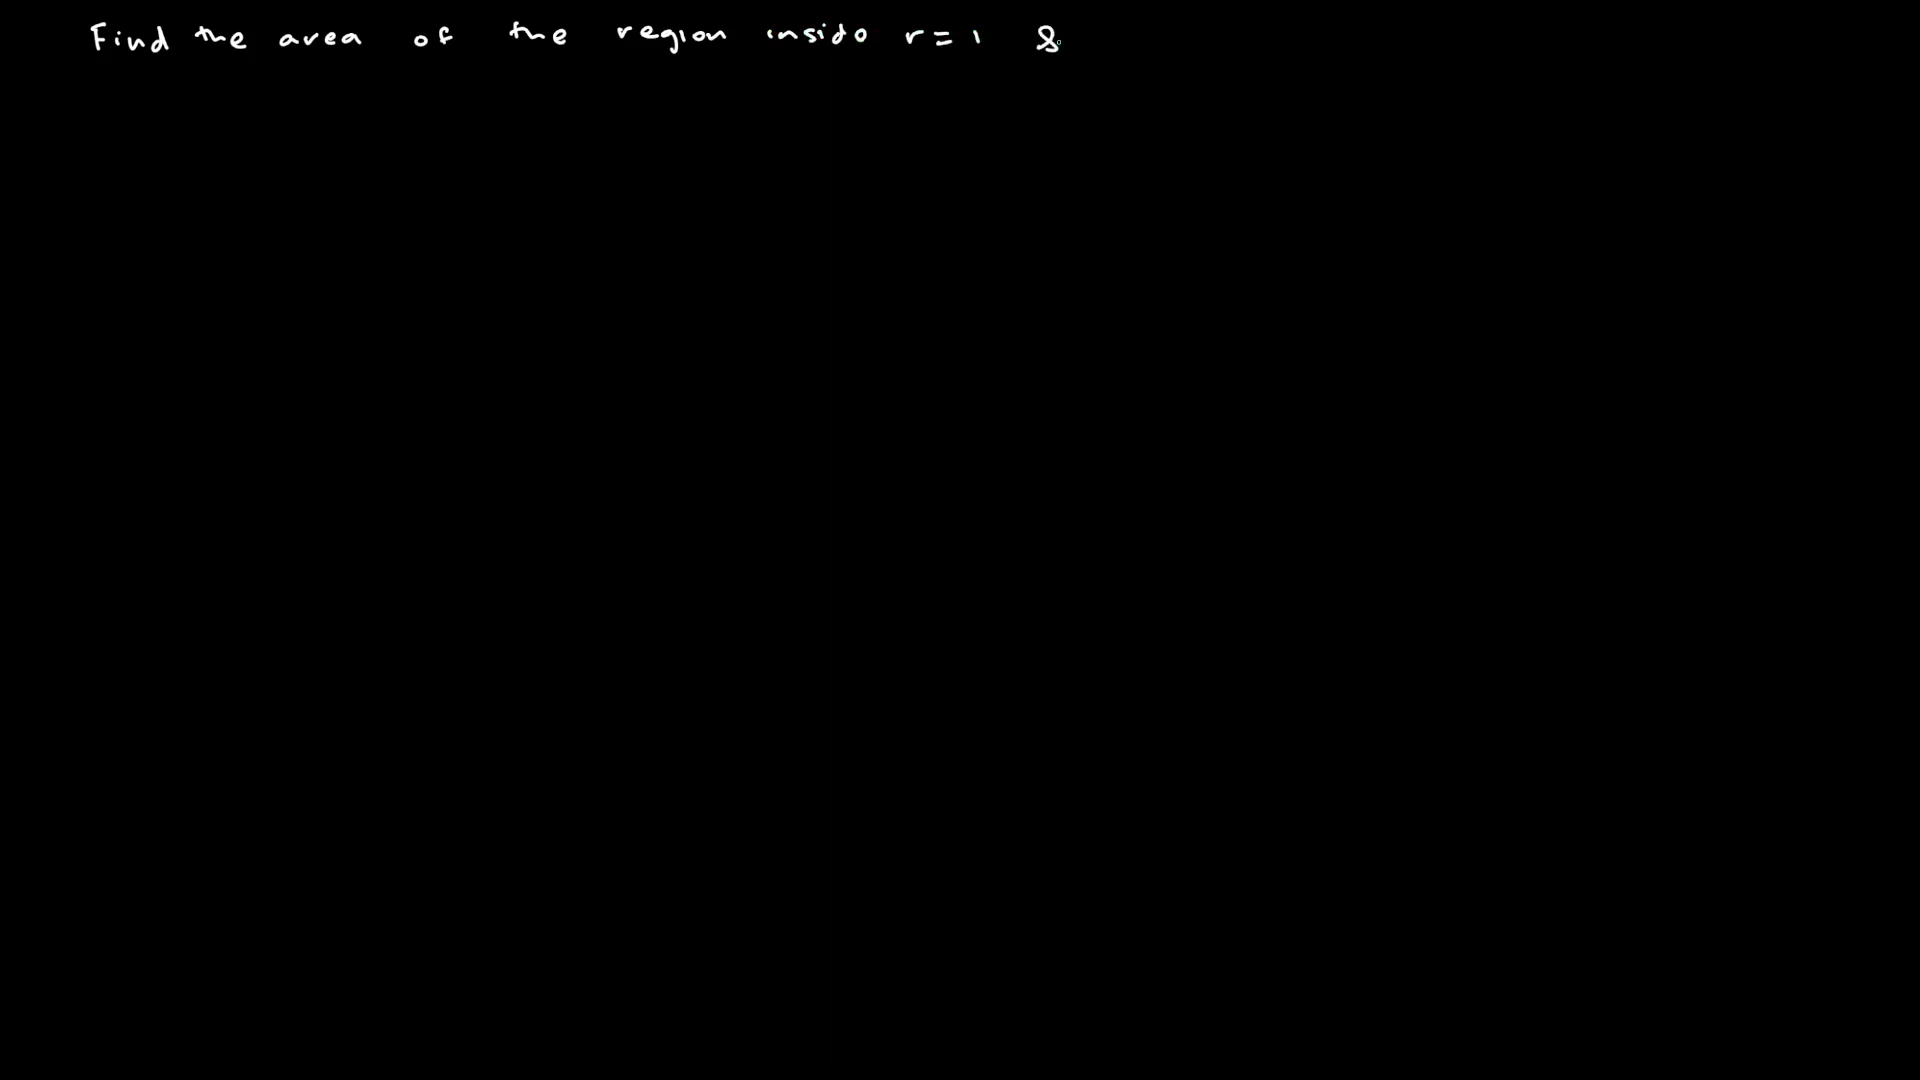 Find the area of the region inside r = 1 &